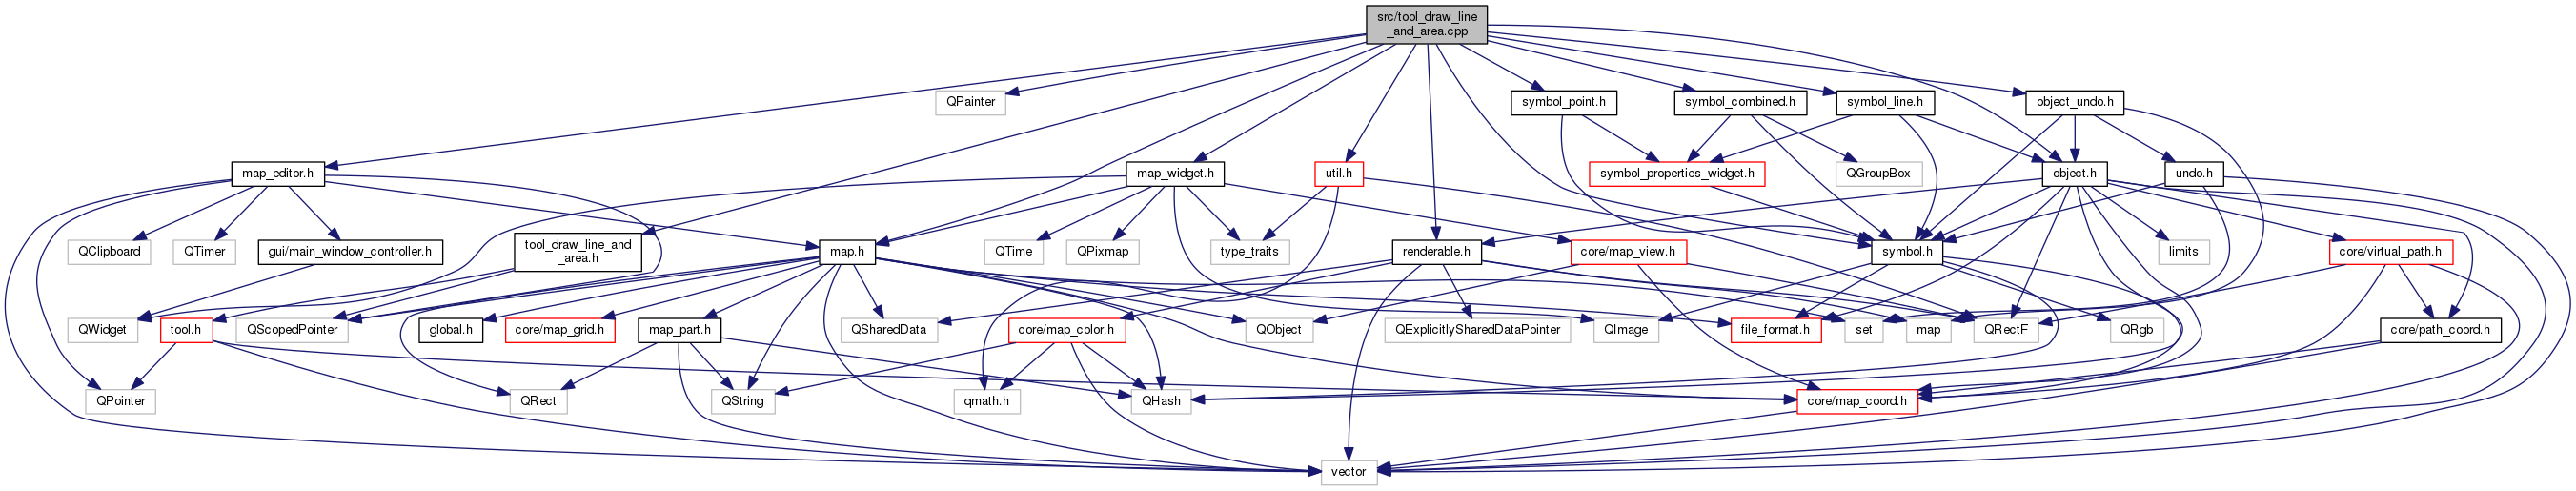 src/tool_draw_line
_and_area.cpp
QPainter
symbol_point.h
symbol_combined.h
symbol_line.h
object_undo.h
map_editor.h
map_widget.h
util.h
symbol_properties_widget.h
QGroupBox
object.h
undo.h
QClipboard
QTimer
gui/main_window_controller.h
tool_draw_line_and
_area.h
map.h
QTime
QPixmap
type_traits
core/map_view.h
renderable.h
symbol.h
limits
core/virtual_path.h
QWidget
tool.h
QScopedPointer
global.h
core/map_grid.h
map_part.h
QSharedData
core/map_color.h
QObject
QExplicitlySharedDataPointer
QImage
file_format.h
set
map
QRectF
QRgb
core/path_coord.h
QPointer
QRect
QString
qmath.h
QHash
core/map_coord.h
vector